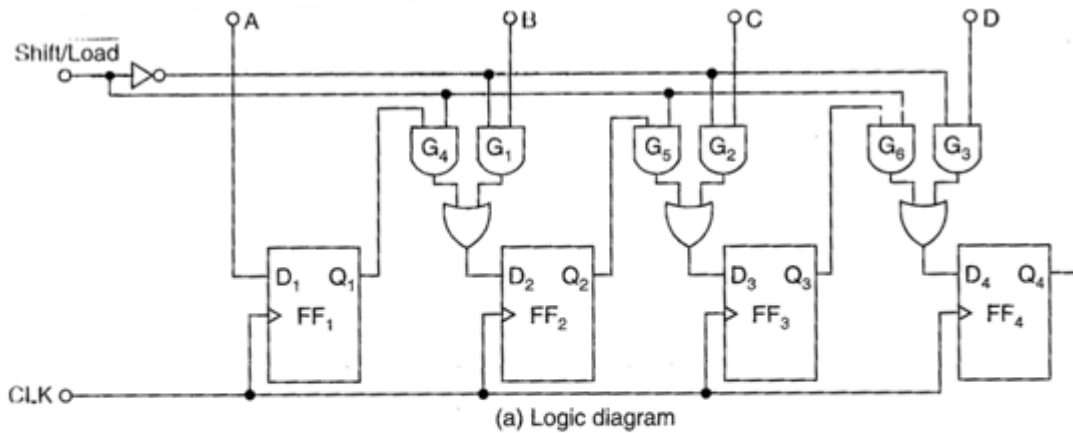 A B C D
Shift/L̅O̅A̅D̅
G₄ G₁ G₅ G₂ G₆ G₃
D₁ Q₁ D₂ Q₂ D₃ Q₃ D₄ Q₄
FF₁ FF₂ FF₃ FF₄
CLK
(a) Logic diagram